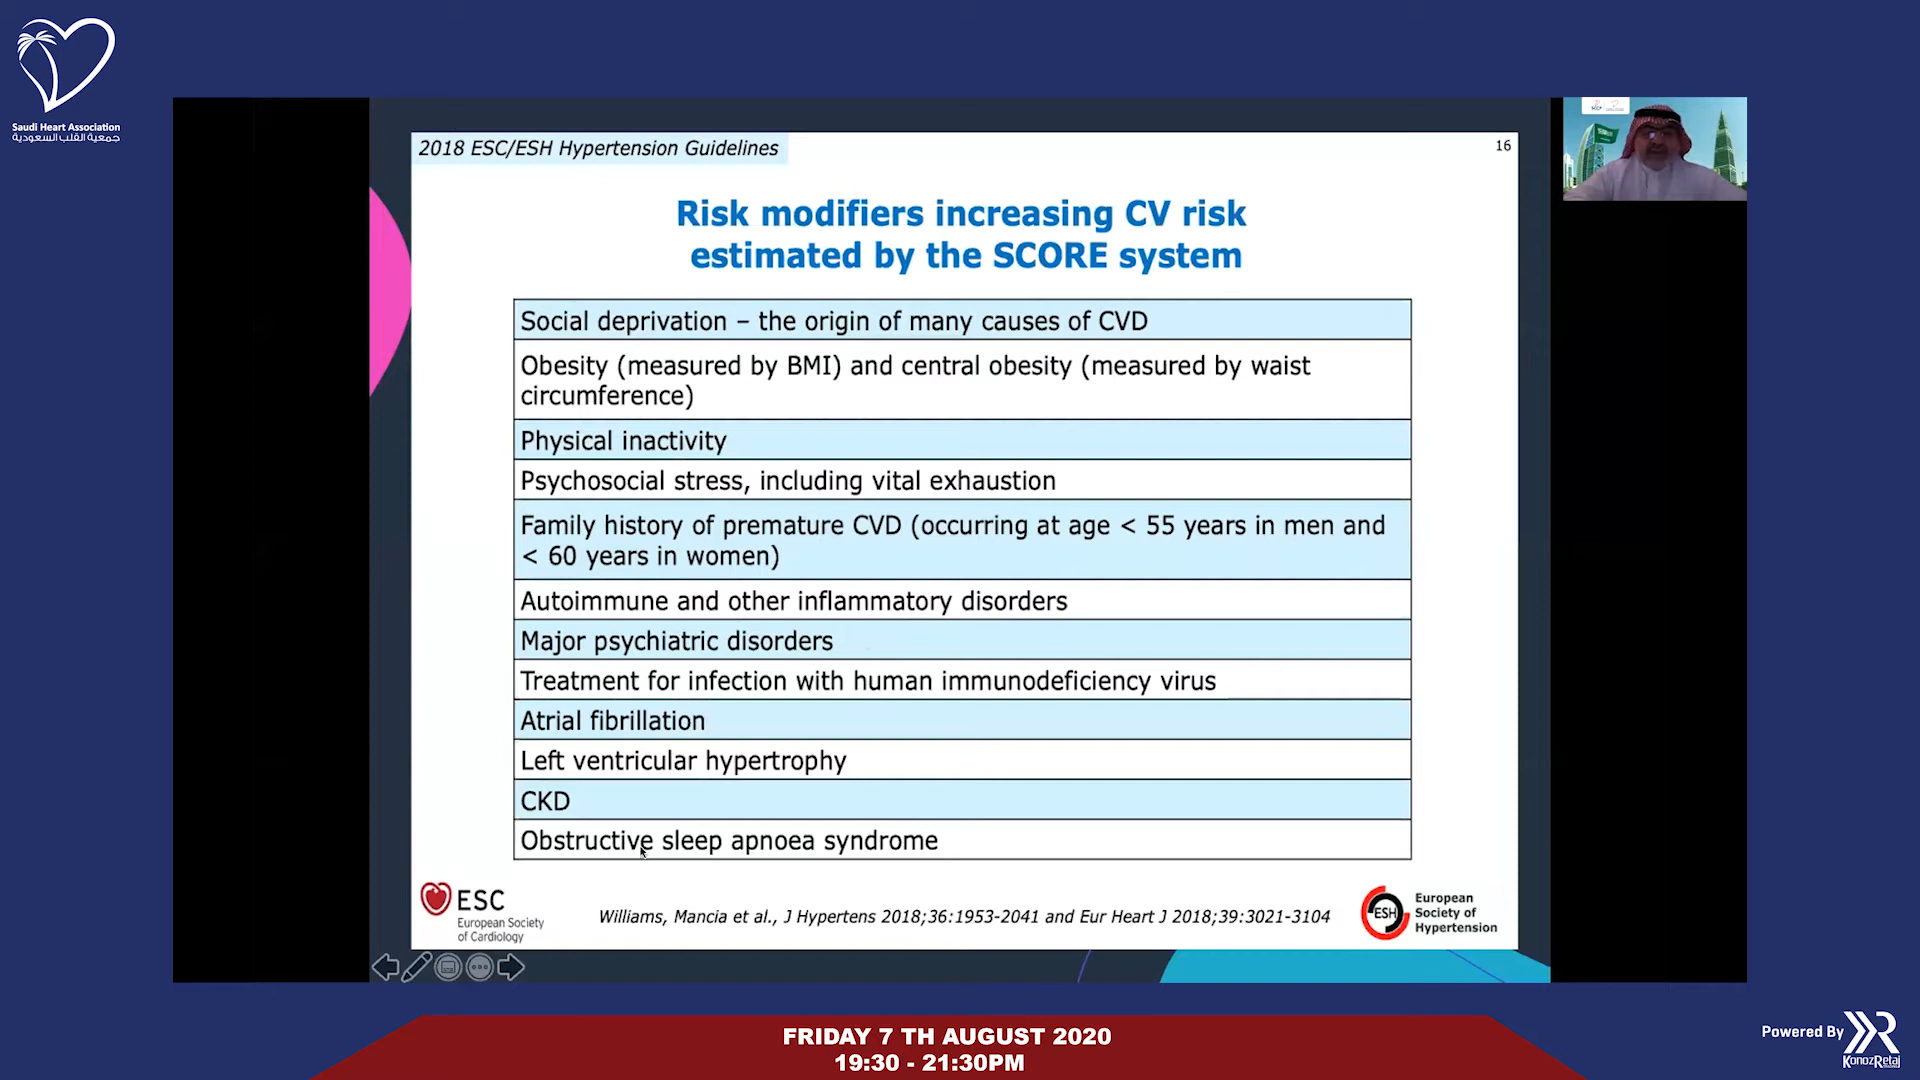 Saudi Heart Association
جمعية القلب السعودية
2018 ESC/ESH Hypertension Guidelines
16
Risk modifiers increasing CV risk
estimated by the SCORE system
Social deprivation – the origin of many causes of CVD
Obesity (measured by BMI) and central obesity (measured by waist
circumference)
Physical inactivity
Psychosocial stress, including vital exhaustion
Family history of premature CVD (occurring at age < 55 years in men and
< 60 years in women)
Autoimmune and other inflammatory disorders
Major psychiatric disorders
Treatment for infection with human immunodeficiency virus
Atrial fibrillation
Left ventricular hypertrophy
CKD
Obstructive sleep apnoea syndrome
ESC
European Society
of Cardiology
Williams, Mancia et al., J Hypertens 2018;36:1953-2041 and Eur Heart J 2018;39:3021-3104
ESH
European
Society of
Hypertension
FRIDAY 7 TH AUGUST 2020
19:30 - 21:30PM
Powered By
KonozRetaj